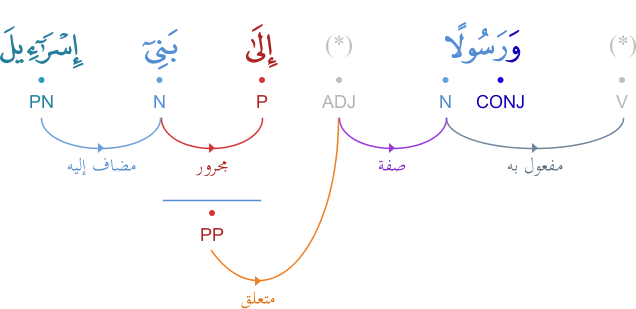 (*) وَرَسُولًا (*) إِلَىٰ بَنِىٓ إِسْرَٰٓءِيلَ
V CONJ N ADJ P N PN
مفعول به صفة مجرور مضاف إليه
PP
متعلق